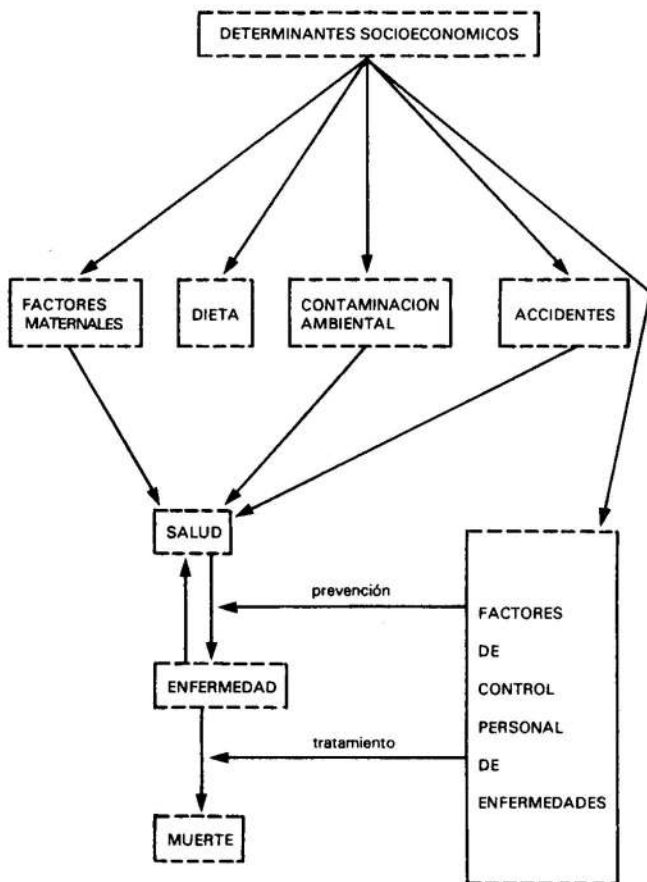 DETERMINANTES SOCIOECONOMICOS
FACTORES
MATERNALES
DIETA
CONTAMINACION
AMBIENTAL
ACCIDENTES
SALUD
prevención
ENFERMEDAD
tratamiento
MUERTE
FACTORES
DE
CONTROL
PERSONAL
DE
ENFERMEDADES